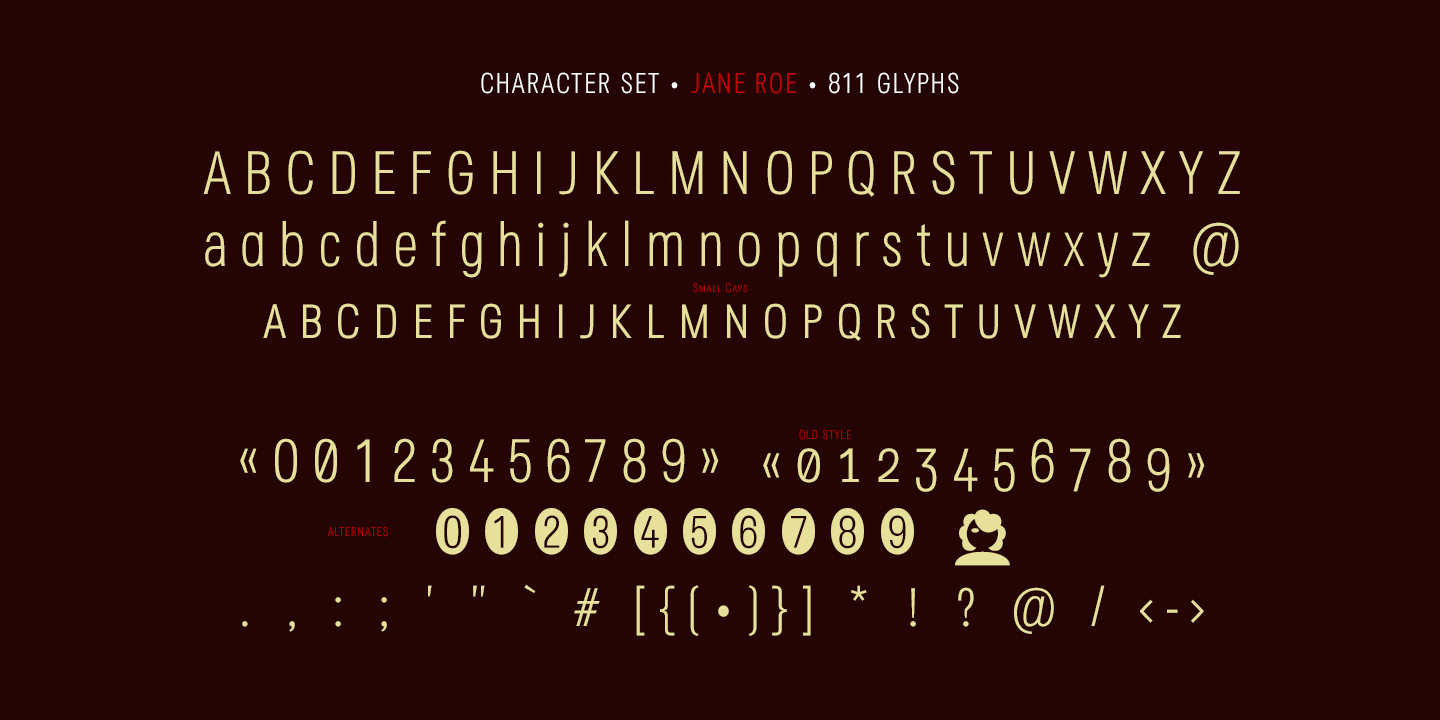 CHARACTER SET • JANE ROE • 811 GLYPHS
A B C D E F G H I J K L M N O P Q R S T U V W X Y Z
a ɑ b c d e f g h i j k l m n o p q r s t u v w x y z @
Small Caps
A B C D E F G H I J K L M N O P Q R S T U V W X Y Z
OLD STYLE
« 0 0 1 2 3 4 5 6 7 8 9 » « 0 1 2 3 4 5 6 7 8 9 »
ALTERNATES 0 1 2 3 4 5 6 7 8 9
. , : ; ' " ` # [ { ( • ) } ] * ! ? @ / < - >